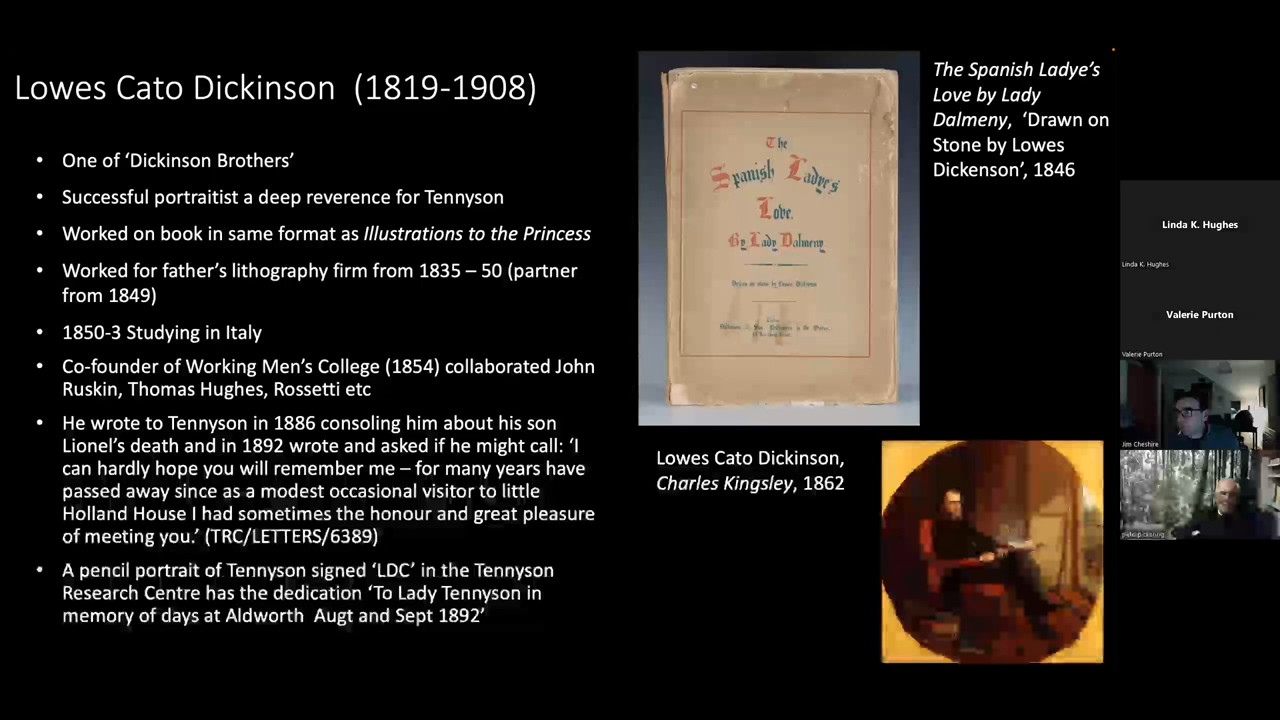 Lowes Cato Dickinson (1819-1908)
• One of ‘Dickinson Brothers’
• Successful portraitist a deep reverence for Tennyson
• Worked on book in same format as Illustrations to the Princess
• Worked for father’s lithography firm from 1835 – 50 (partner
from 1849)
• 1850-3 Studying in Italy
• Co-founder of Working Men’s College (1854) collaborated John
Ruskin, Thomas Hughes, Rossetti etc
• He wrote to Tennyson in 1886 consoling him about his son
Lionel’s death and in 1892 wrote and asked if he might call: ‘I
can hardly hope you will remember me – for many years have
passed away since as a modest occasional visitor to little
Holland House I had sometimes the honour and great pleasure
of meeting you.’ (TRC/LETTERS/6389)
• A pencil portrait of Tennyson signed ‘LDC’ in the Tennyson
Research Centre has the dedication ‘To Lady Tennyson in
memory of days at Aldworth Augt and Sept 1892’
The
Spanish Ladye's
Love.
By Lady Dalmeny
The Spanish Ladye’s
Love by Lady
Dalmeny, ‘Drawn on
Stone by Lowes
Dickenson’, 1846
Lowes Cato Dickinson,
Charles Kingsley, 1862
Linda K. Hughes
Linda K. Hughes
Valerie Purton
Valerie Purton
Jim Cheshire